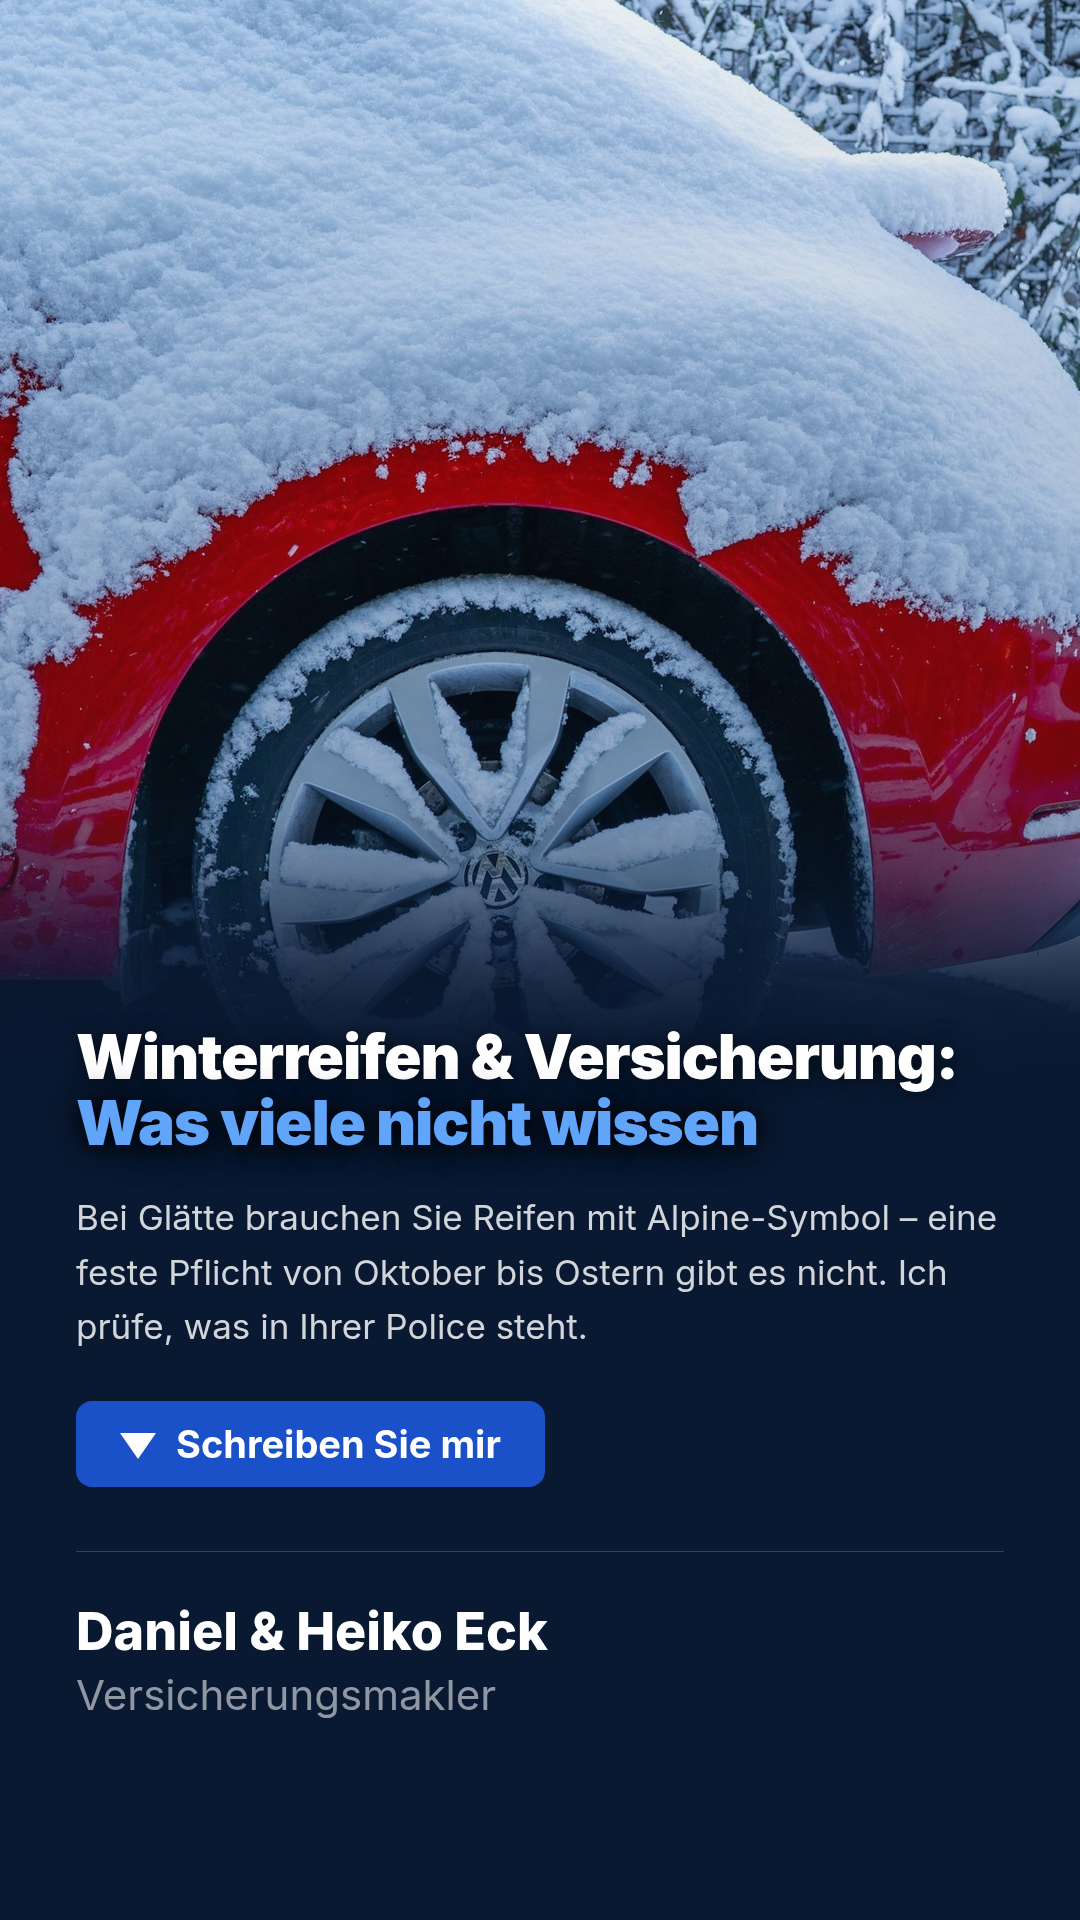 Winterreifen & Versicherung:
Was viele nicht wissen
Bei Glätte brauchen Sie Reifen mit Alpine-Symbol – eine
feste Pflicht von Oktober bis Ostern gibt es nicht. Ich
prüfe, was in Ihrer Police steht.
Schreiben Sie mir
Daniel & Heiko Eck
Versicherungsmakler